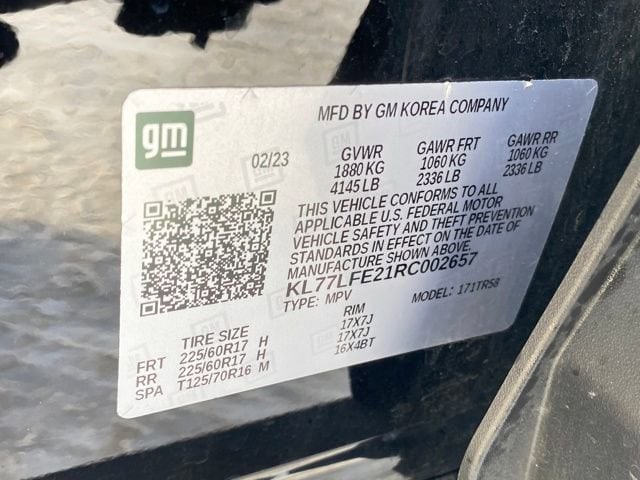 MFD BY GM KOREA COMPANY
gm
02/23
GVWR GAWR FRT GAWR RR
1880 KG 1060 KG 1060 KG
4145 LB 2336 LB 2336 LB
THIS VEHICLE CONFORMS TO ALL
APPLICABLE U.S. FEDERAL MOTOR
VEHICLE SAFETY AND THEFT PREVENTION
STANDARDS IN EFFECT ON THE DATE OF
MANUFACTURE SHOWN ABOVE.
KL77LFE21RC002657
TYPE: MPV MODEL: 171TR58
TIRE SIZE RIM
FRT 225/60R17 H 17X7J
RR 225/60R17 H 17X7J
SPA T125/70R16 M 16X4BT